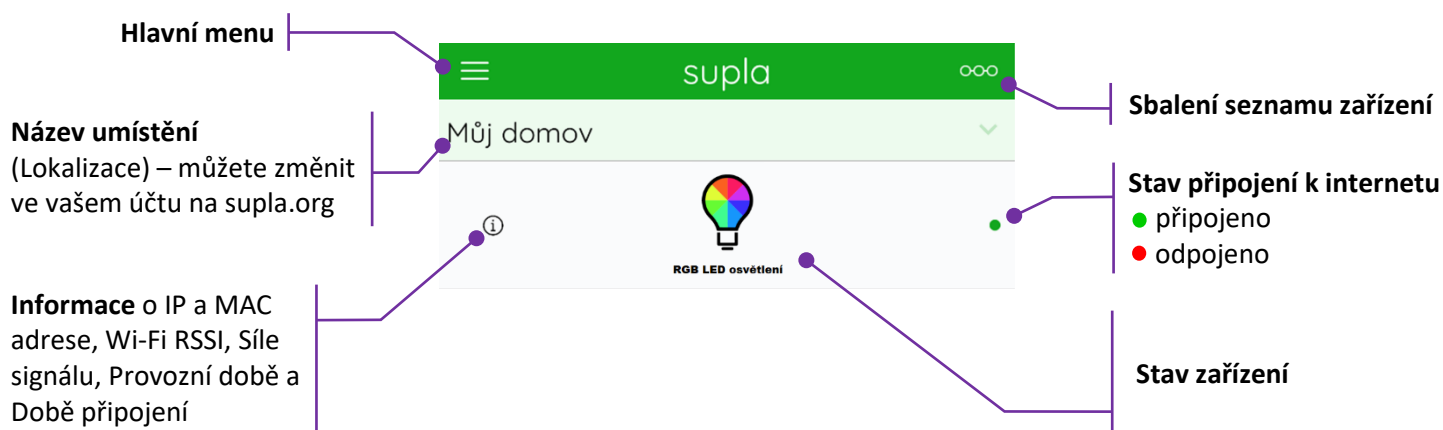 Hlavní menu
supla
Sbalení seznamu zařízení
Název umístění
(Lokalizace) – můžete změnit
ve vašem účtu na supla.org
Můj domov
Stav připojení k internetu
připojeno
odpojeno
RGB LED osvětlení
Informace o IP a MAC
adrese, Wi-Fi RSSI, Síle
signálu, Provozní době a
Době připojení
Stav zařízení